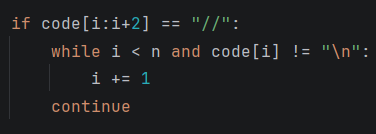 if code[i:i+2] == "//":
    while i < n and code[i] != "\n":
        i += 1
    continue